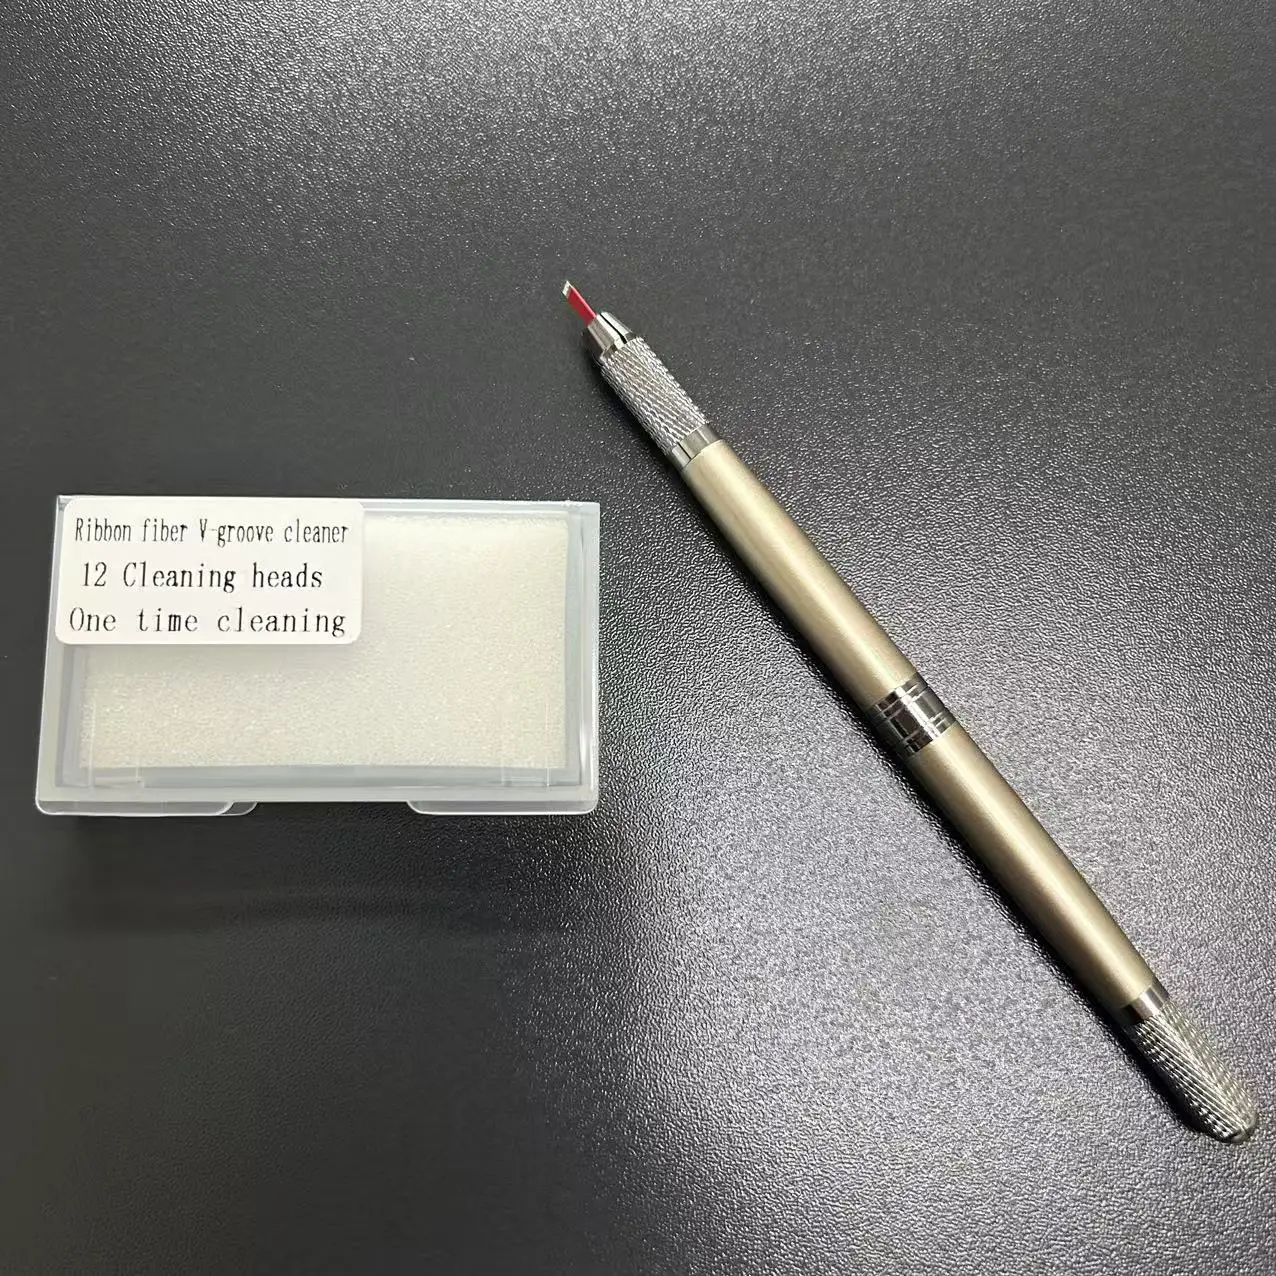 Ribbon fiber V-groove cleaner
12 Cleaning heads
One time cleaning